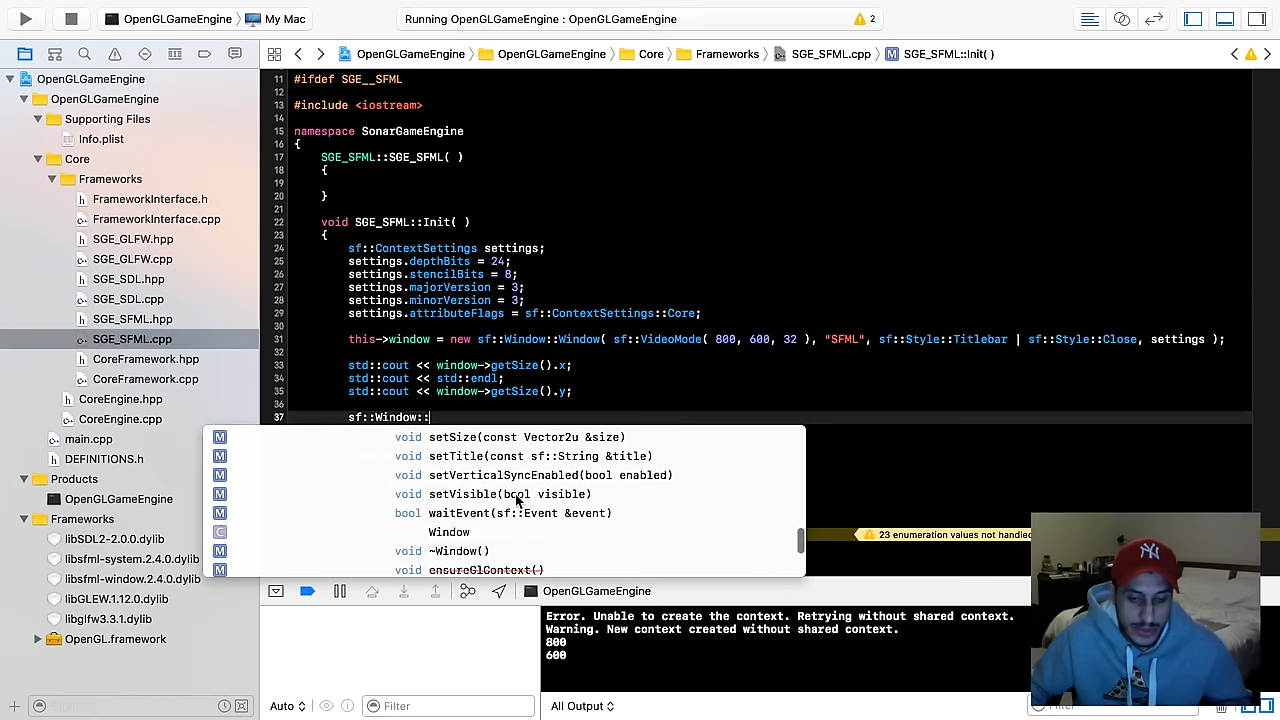 OpenGLGameEngine
My Mac
Running OpenGLGameEngine : OpenGLGameEngine
2
OpenGLGameEngine
OpenGLGameEngine
Core
Frameworks
SGE_SFML.cpp
SGE_SFML::Init( )
OpenGLGameEngine
OpenGLGameEngine
Supporting Files
Info.plist
Core
Frameworks
FrameworkInterface.h
FrameworkInterface.cpp
SGE_GLFW.hpp
SGE_GLFW.cpp
SGE_SDL.hpp
SGE_SDL.cpp
SGE_SFML.hpp
SGE_SFML.cpp
CoreFramework.hpp
CoreFramework.cpp
CoreEngine.hpp
CoreEngine.cpp
main.cpp
DEFINITIONS.h
Products
OpenGLGameEngine
Frameworks
libSDL2-2.0.0.dylib
libsfml-system.2.4.0.dylib
libsfml-window.2.4.0.dylib
libGLEW.1.12.0.dylib
libglfw3.3.1.dylib
OpenGL.framework
11 #ifdef SGE__SFML
12
13 #include <iostream>
14
15 namespace SonarGameEngine
16 {
17 SGE_SFML::SGE_SFML( )
18 {
19
20 }
21
22 void SGE_SFML::Init( )
23 {
24 sf::ContextSettings settings;
25 settings.depthBits = 24;
26 settings.stencilBits = 8;
27 settings.majorVersion = 3;
28 settings.minorVersion = 3;
29 settings.attributeFlags = sf::ContextSettings::Core;
30
31 this->window = new sf::Window::Window( sf::VideoMode( 800, 600, 32 ), "SFML", sf::Style::Titlebar | sf::Style::Close, settings );
32
33 std::cout << window->getSize().x;
34 std::cout << std::endl;
35 std::cout << window->getSize().y;
36
37 sf::Window::
M void setSize(const Vector2u &size)
M void setTitle(const sf::String &title)
M void setVerticalSyncEnabled(bool enabled)
M void setVisible(bool visible)
M bool waitEvent(sf::Event &event)
C Window
M void ~Window()
M void ensureGlContext()
23 enumeration values not handled
OpenGLGameEngine
Error. Unable to create the context. Retrying without shared context.
Warning. New context created without shared context.
800
600
Auto
Filter
All Output